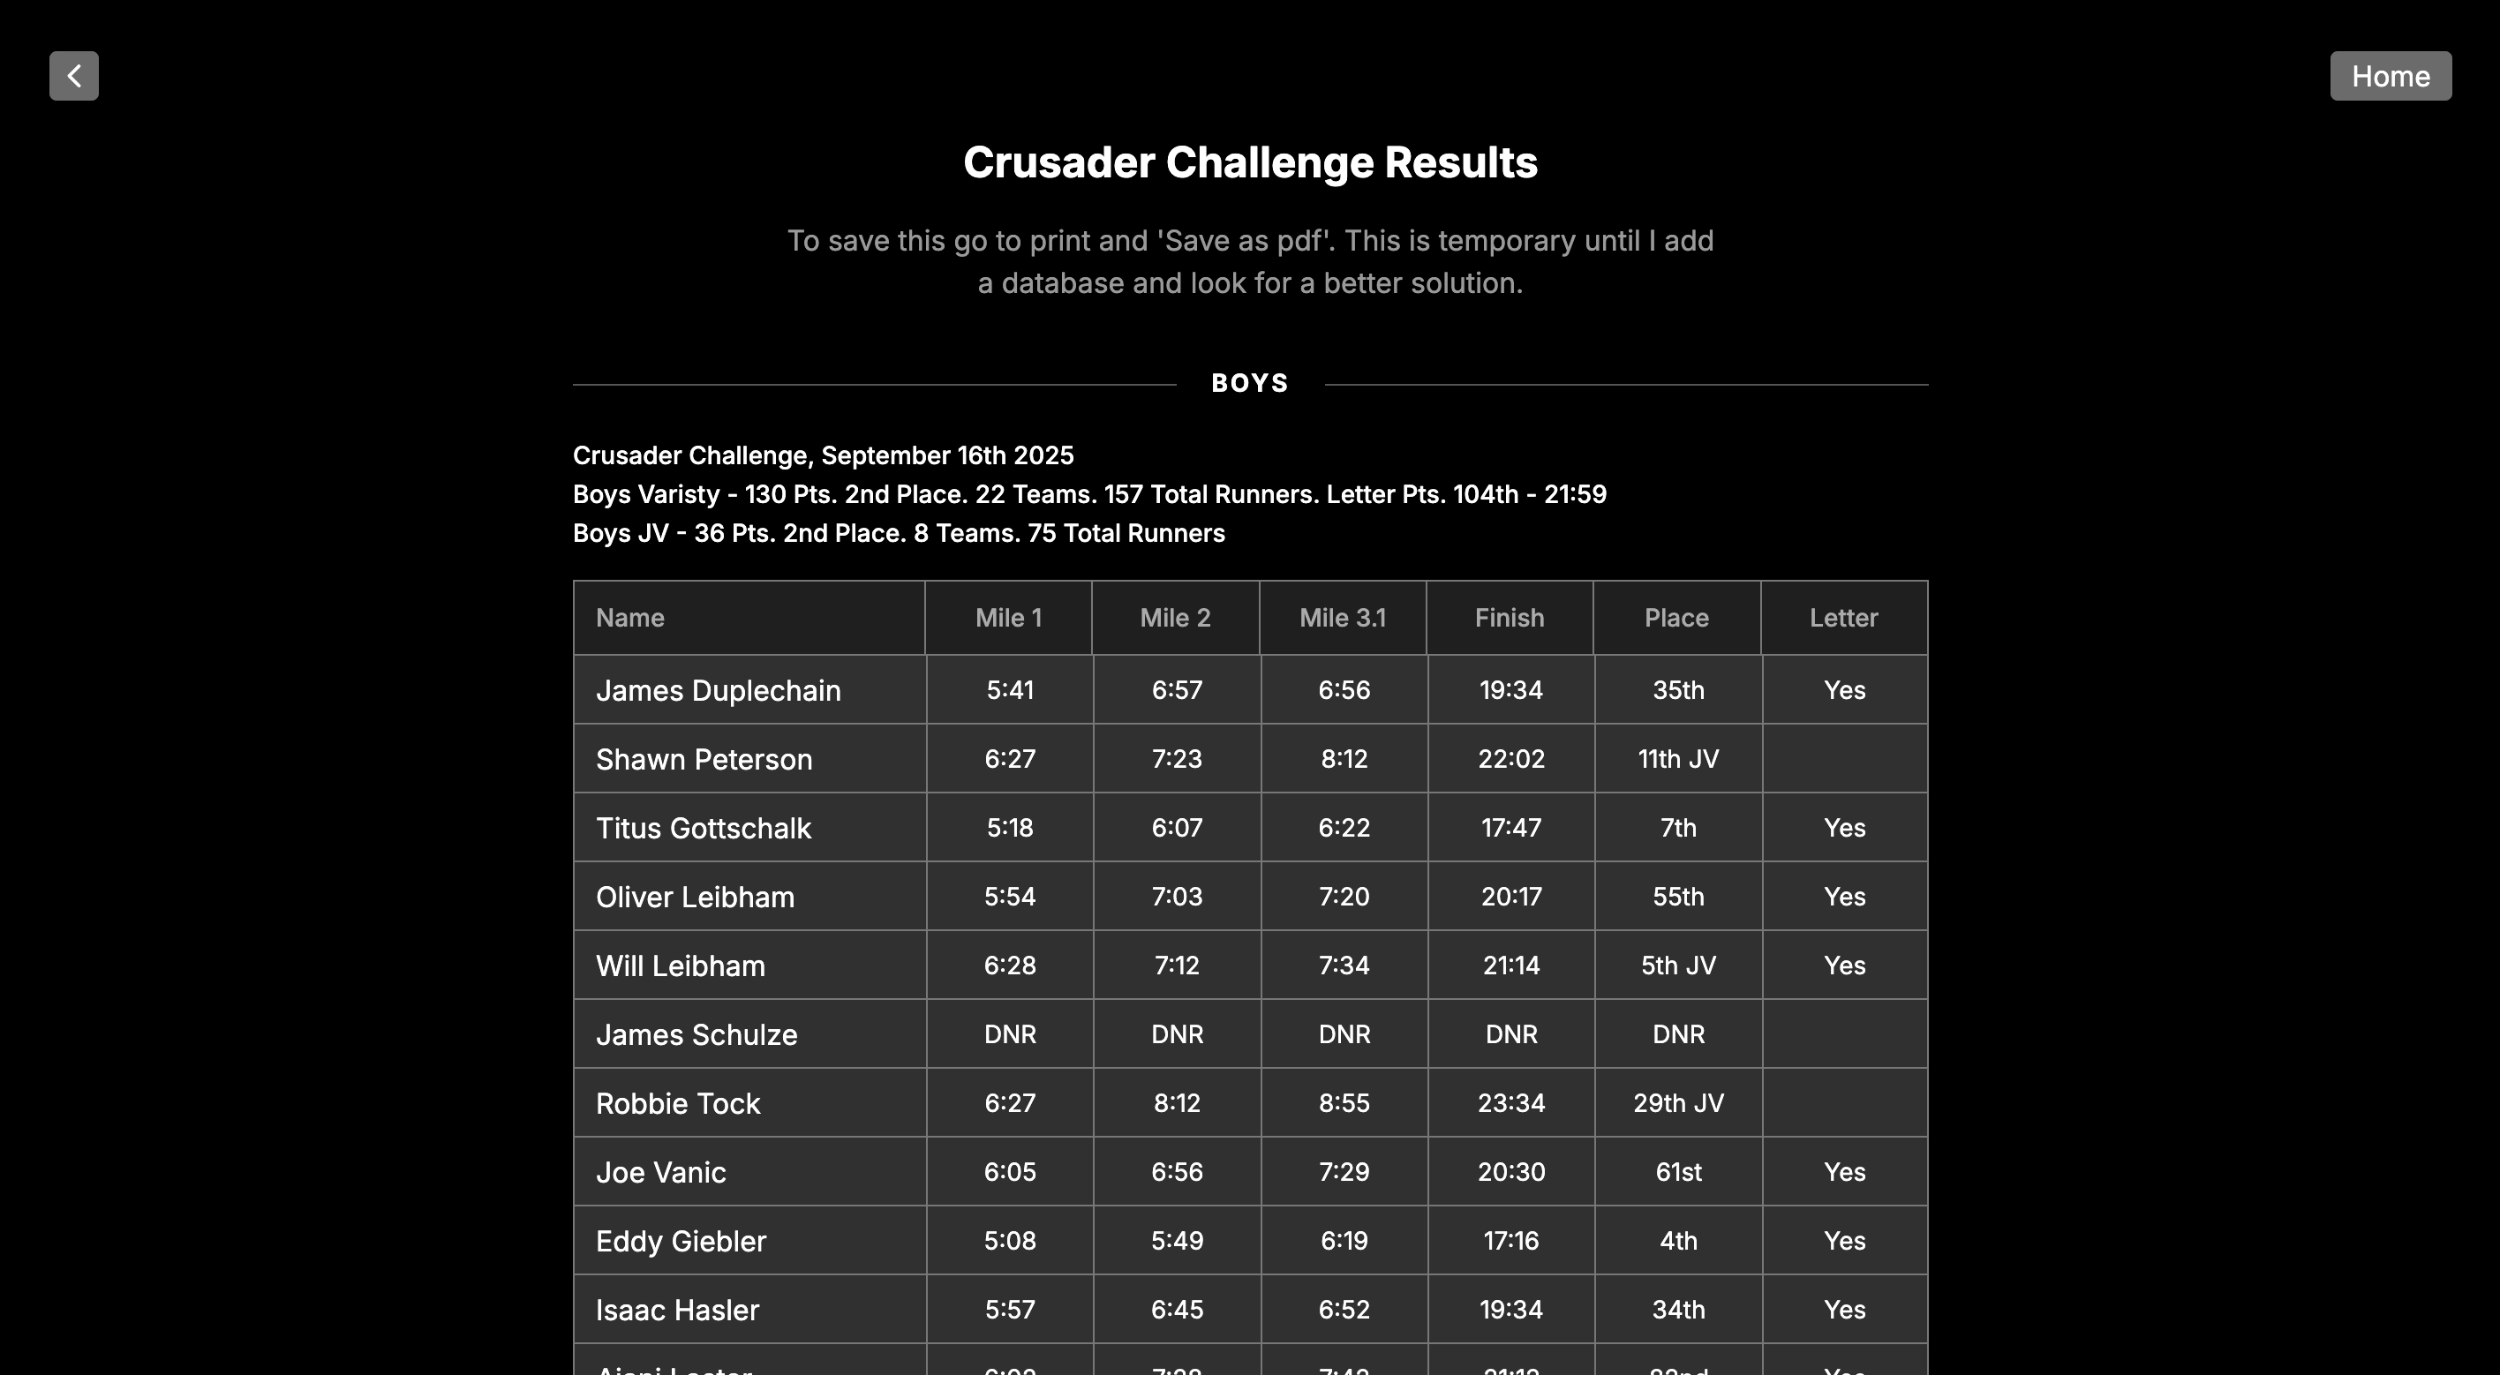 Home
Crusader Challenge Results
To save this go to print and 'Save as pdf'. This is temporary until I add
a database and look for a better solution.
BOYS
Crusader Challenge, September 16th 2025
Boys Varisty - 130 Pts. 2nd Place. 22 Teams. 157 Total Runners. Letter Pts. 104th - 21:59
Boys JV - 36 Pts. 2nd Place. 8 Teams. 75 Total Runners
Name Mile 1 Mile 2 Mile 3.1 Finish Place Letter
James Duplechain 5:41 6:57 6:56 19:34 35th Yes
Shawn Peterson 6:27 7:23 8:12 22:02 11th JV
Titus Gottschalk 5:18 6:07 6:22 17:47 7th Yes
Oliver Leibham 5:54 7:03 7:20 20:17 55th Yes
Will Leibham 6:28 7:12 7:34 21:14 5th JV Yes
James Schulze DNR DNR DNR DNR DNR
Robbie Tock 6:27 8:12 8:55 23:34 29th JV
Joe Vanic 6:05 6:56 7:29 20:30 61st Yes
Eddy Giebler 5:08 5:49 6:19 17:16 4th Yes
Isaac Hasler 5:57 6:45 6:52 19:34 34th Yes